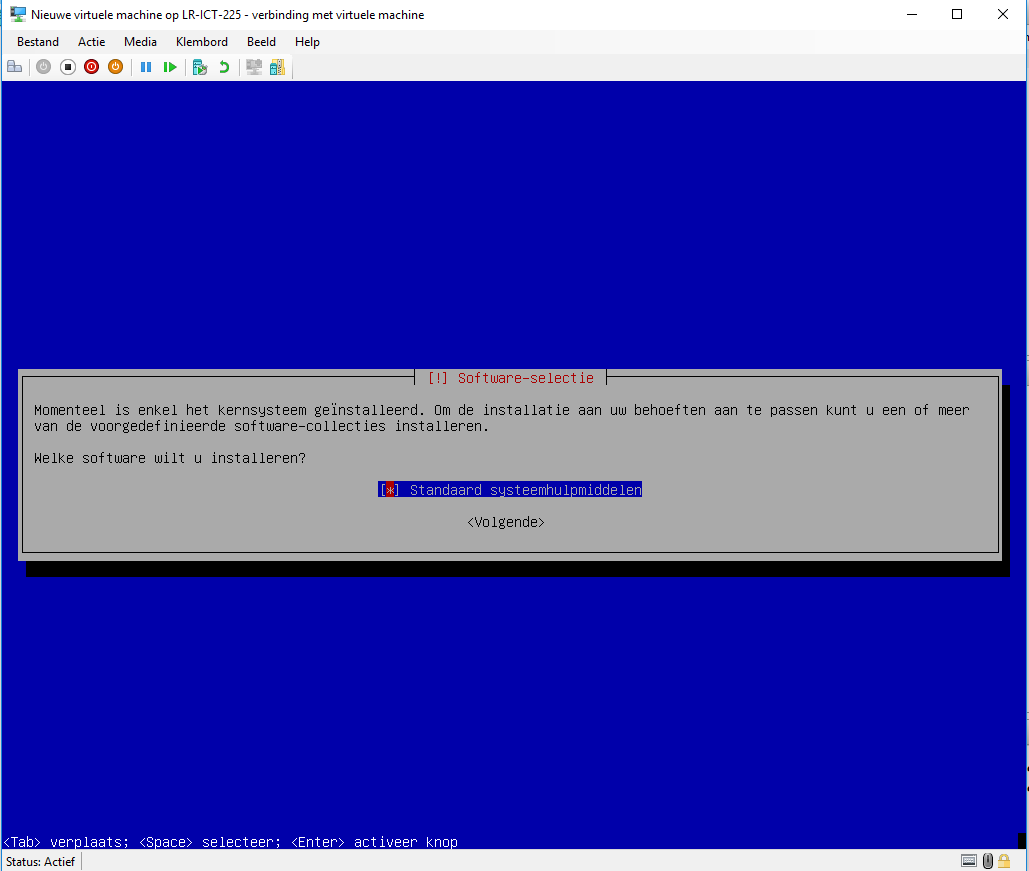 Nieuwe virtuele machine op LR-ICT-225 - verbinding met virtuele machine
Bestand Actie Media Klembord Beeld Help
[!] Software-selectie
Momenteel is enkel het kernsysteem geïnstalleerd. Om de installatie aan uw behoeften aan te passen kunt u een of meer
van de voorgedefinieerde software-collecties installeren.
Welke software wilt u installeren?
[*] Standaard systeemhulpmiddelen
<Volgende>
<Tab> verplaats; <Space> selecteer; <Enter> activeer knop
Status: Actief